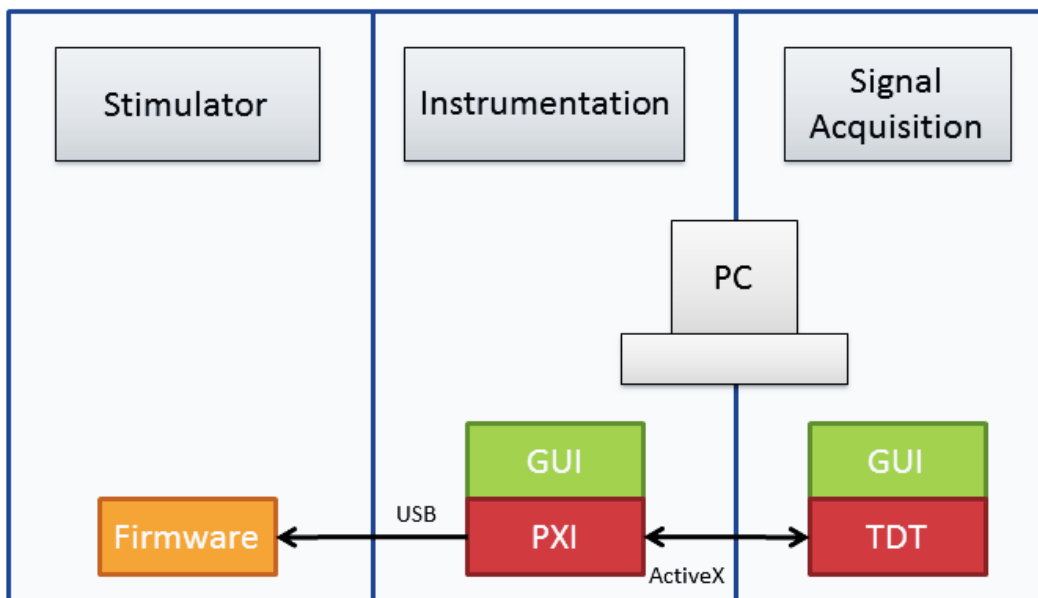 Stimulator
Instrumentation
Signal
Acquisition
PC
GUI
GUI
Firmware
USB
PXI
ActiveX
TDT